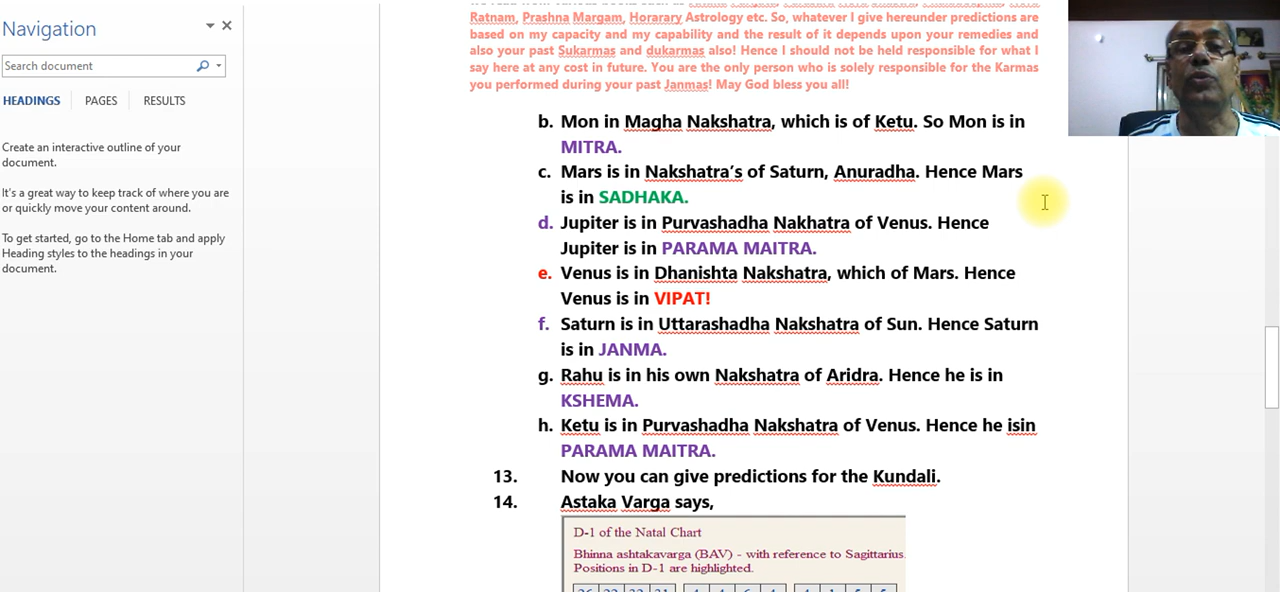 Navigation
Search document
HEADINGS PAGES RESULTS
Create an interactive outline of your
document.
It's a great way to keep track of where you are
or quickly move your content around.
To get started, go to the Home tab and apply
Heading styles to the headings in your
document.
Ratnam, Prashna Margam, Horarary Astrology etc. So, whatever I give hereunder predictions are
based on my capacity and my capability and the result of it depends upon your remedies and
also your past Sukarmas and dukarmas also! Hence I should not be held responsible for what I
say here at any cost in future. You are the only person who is solely responsible for the Karmas
you performed during your past Janmas! May God bless you all!
b. Mon in Magha Nakshatra, which is of Ketu. So Mon is in
MITRA.
c. Mars is in Nakshatra's of Saturn, Anuradha. Hence Mars
is in SADHAKA.
d. Jupiter is in Purvashadha Nakhatra of Venus. Hence
Jupiter is in PARAMA MAITRA.
e. Venus is in Dhanishta Nakshatra, which of Mars. Hence
Venus is in VIPAT!
f. Saturn is in Uttarashadha Nakshatra of Sun. Hence Saturn
is in JANMA.
g. Rahu is in his own Nakshatra of Aridra. Hence he is in
KSHEMA.
h. Ketu is in Purvashadha Nakshatra of Venus. Hence he isin
PARAMA MAITRA.
13. Now you can give predictions for the Kundali.
14. Astaka Varga says,
D-1 of the Natal Chart
Bhinna ashtakavarga (BAV) - with reference to Sagittarius
Positions in D-1 are highlighted.